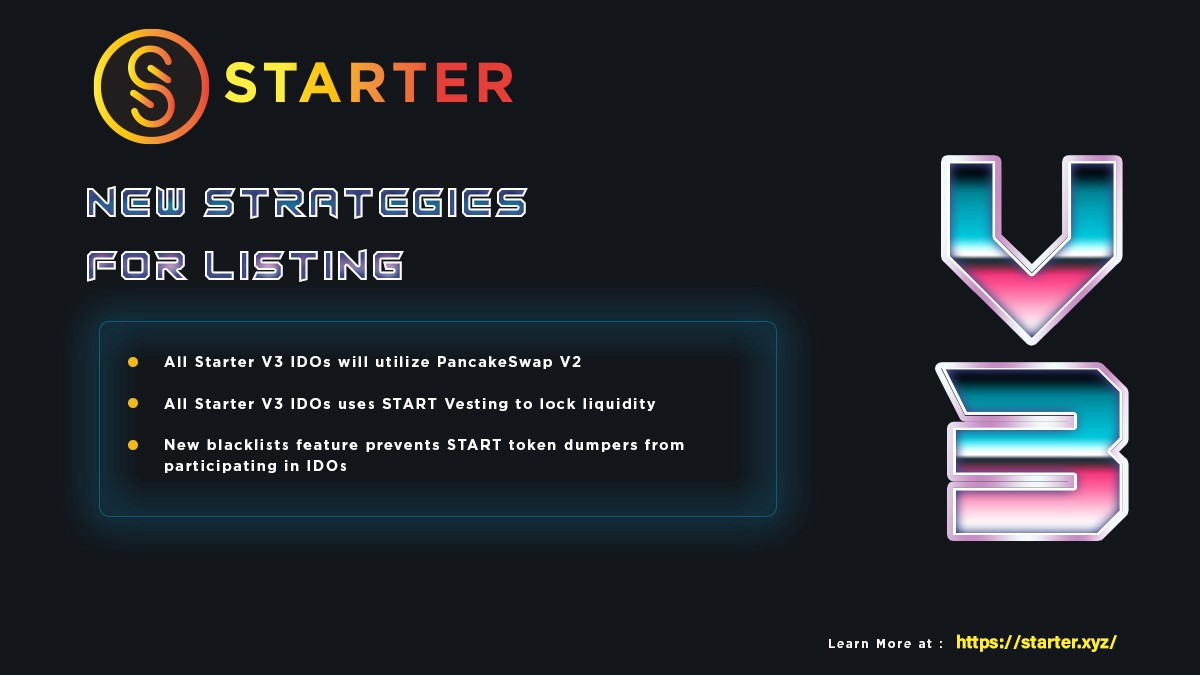 STARTER
NEW STRATEGIES
FOR LISTING
All Starter V3 IDOs will utilize PancakeSwap V2
All Starter V3 IDOs uses START Vesting to lock liquidity
New blacklists feature prevents START token dumpers from
participating in IDOs
V
3
Learn More at : https://starter.xyz/